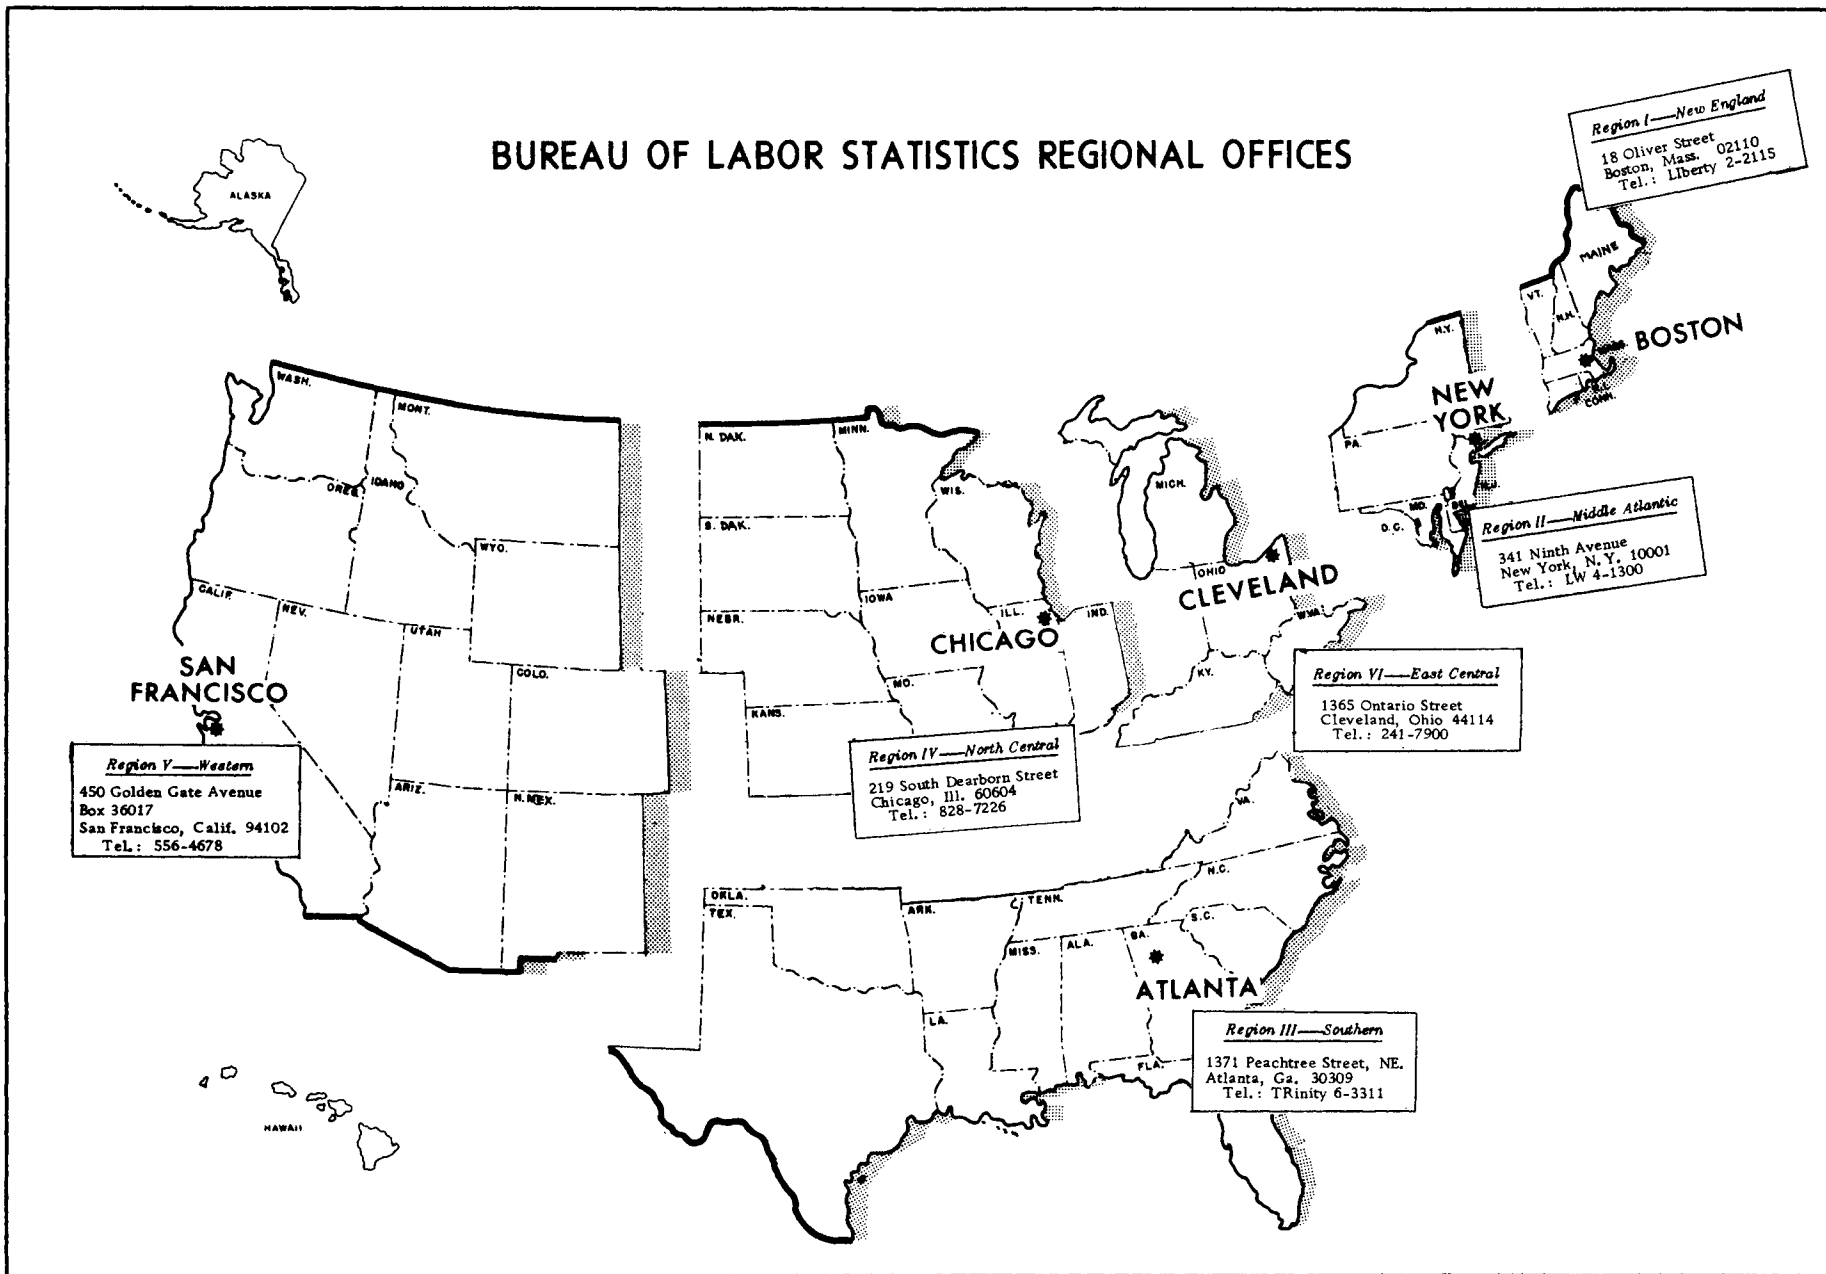 BUREAU OF LABOR STATISTICS REGIONAL OFFICES
Region I—New England
18 Oliver Street
Boston, Mass. 02110
Tel.: LIberty 2-2115
ALASKA
MAINE
VT.
N.H.
BOSTON
R.I.
CONN.
N.Y.
NEW
YORK
PA.
N.J.
MD.
DEL.
D.C.
Region II—Middle Atlantic
341 Ninth Avenue
New York, N.Y. 10001
Tel.: LW 4-1300
WASH.
MONT.
OREG.
IDAHO
WYO.
CALIF.
NEV.
UTAH
COLO.
ARIZ.
N.MEX.
SAN
FRANCISCO
Region V—Western
450 Golden Gate Avenue
Box 36017
San Francisco, Calif. 94102
Tel.: 556-4678
N. DAK.
MINN.
S. DAK.
WIS.
MICH.
NEBR.
IOWA
ILL.
IND.
OHIO
CLEVELAND
CHICAGO
W.VA.
KY.
MO.
KANS.
Region VI—East Central
1365 Ontario Street
Cleveland, Ohio 44114
Tel.: 241-7900
Region IV—North Central
219 South Dearborn Street
Chicago, Ill. 60604
Tel.: 828-7226
VA.
N.C.
OKLA.
TEX.
ARK.
TENN.
S.C.
MISS.
ALA.
GA.
ATLANTA
LA.
FLA.
Region III—Southern
1371 Peachtree Street, NE.
Atlanta, Ga. 30309
Tel.: TRinity 6-3311
HAWAII